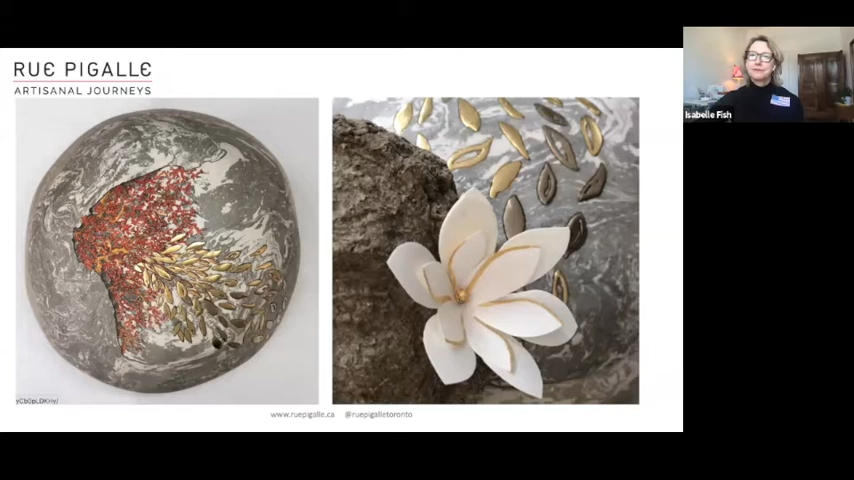 RUE PIGALLE
ARTISANAL JOURNEYS
Isabelle Fish
www.ruepigalle.ca @ruepigalletoronto